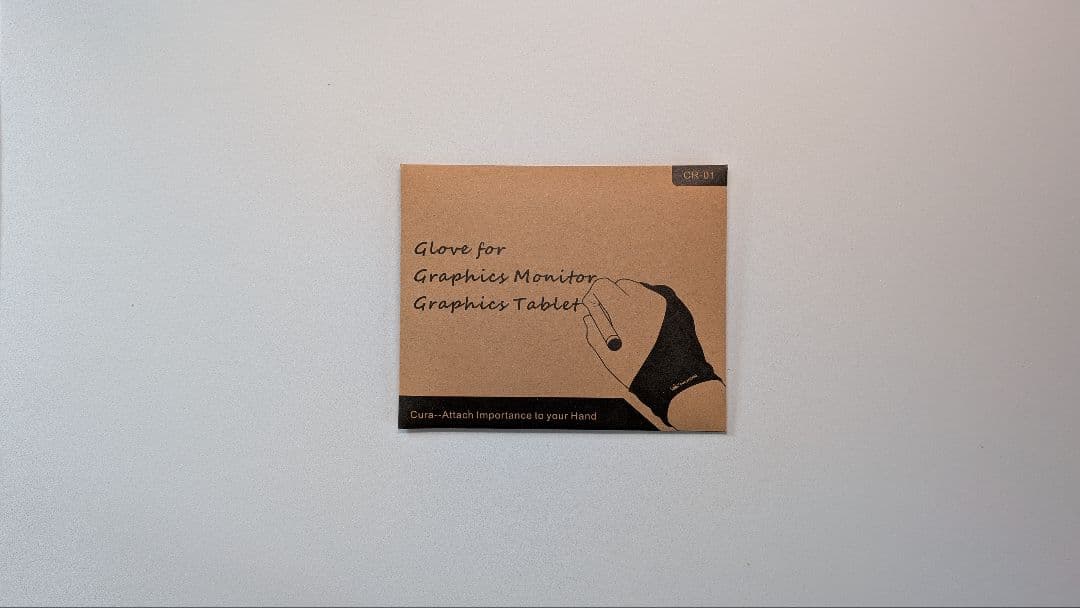 CR-01
Glove for
Graphics Monitor
Graphics Tablet
Cura--Attach Importance to your Hand